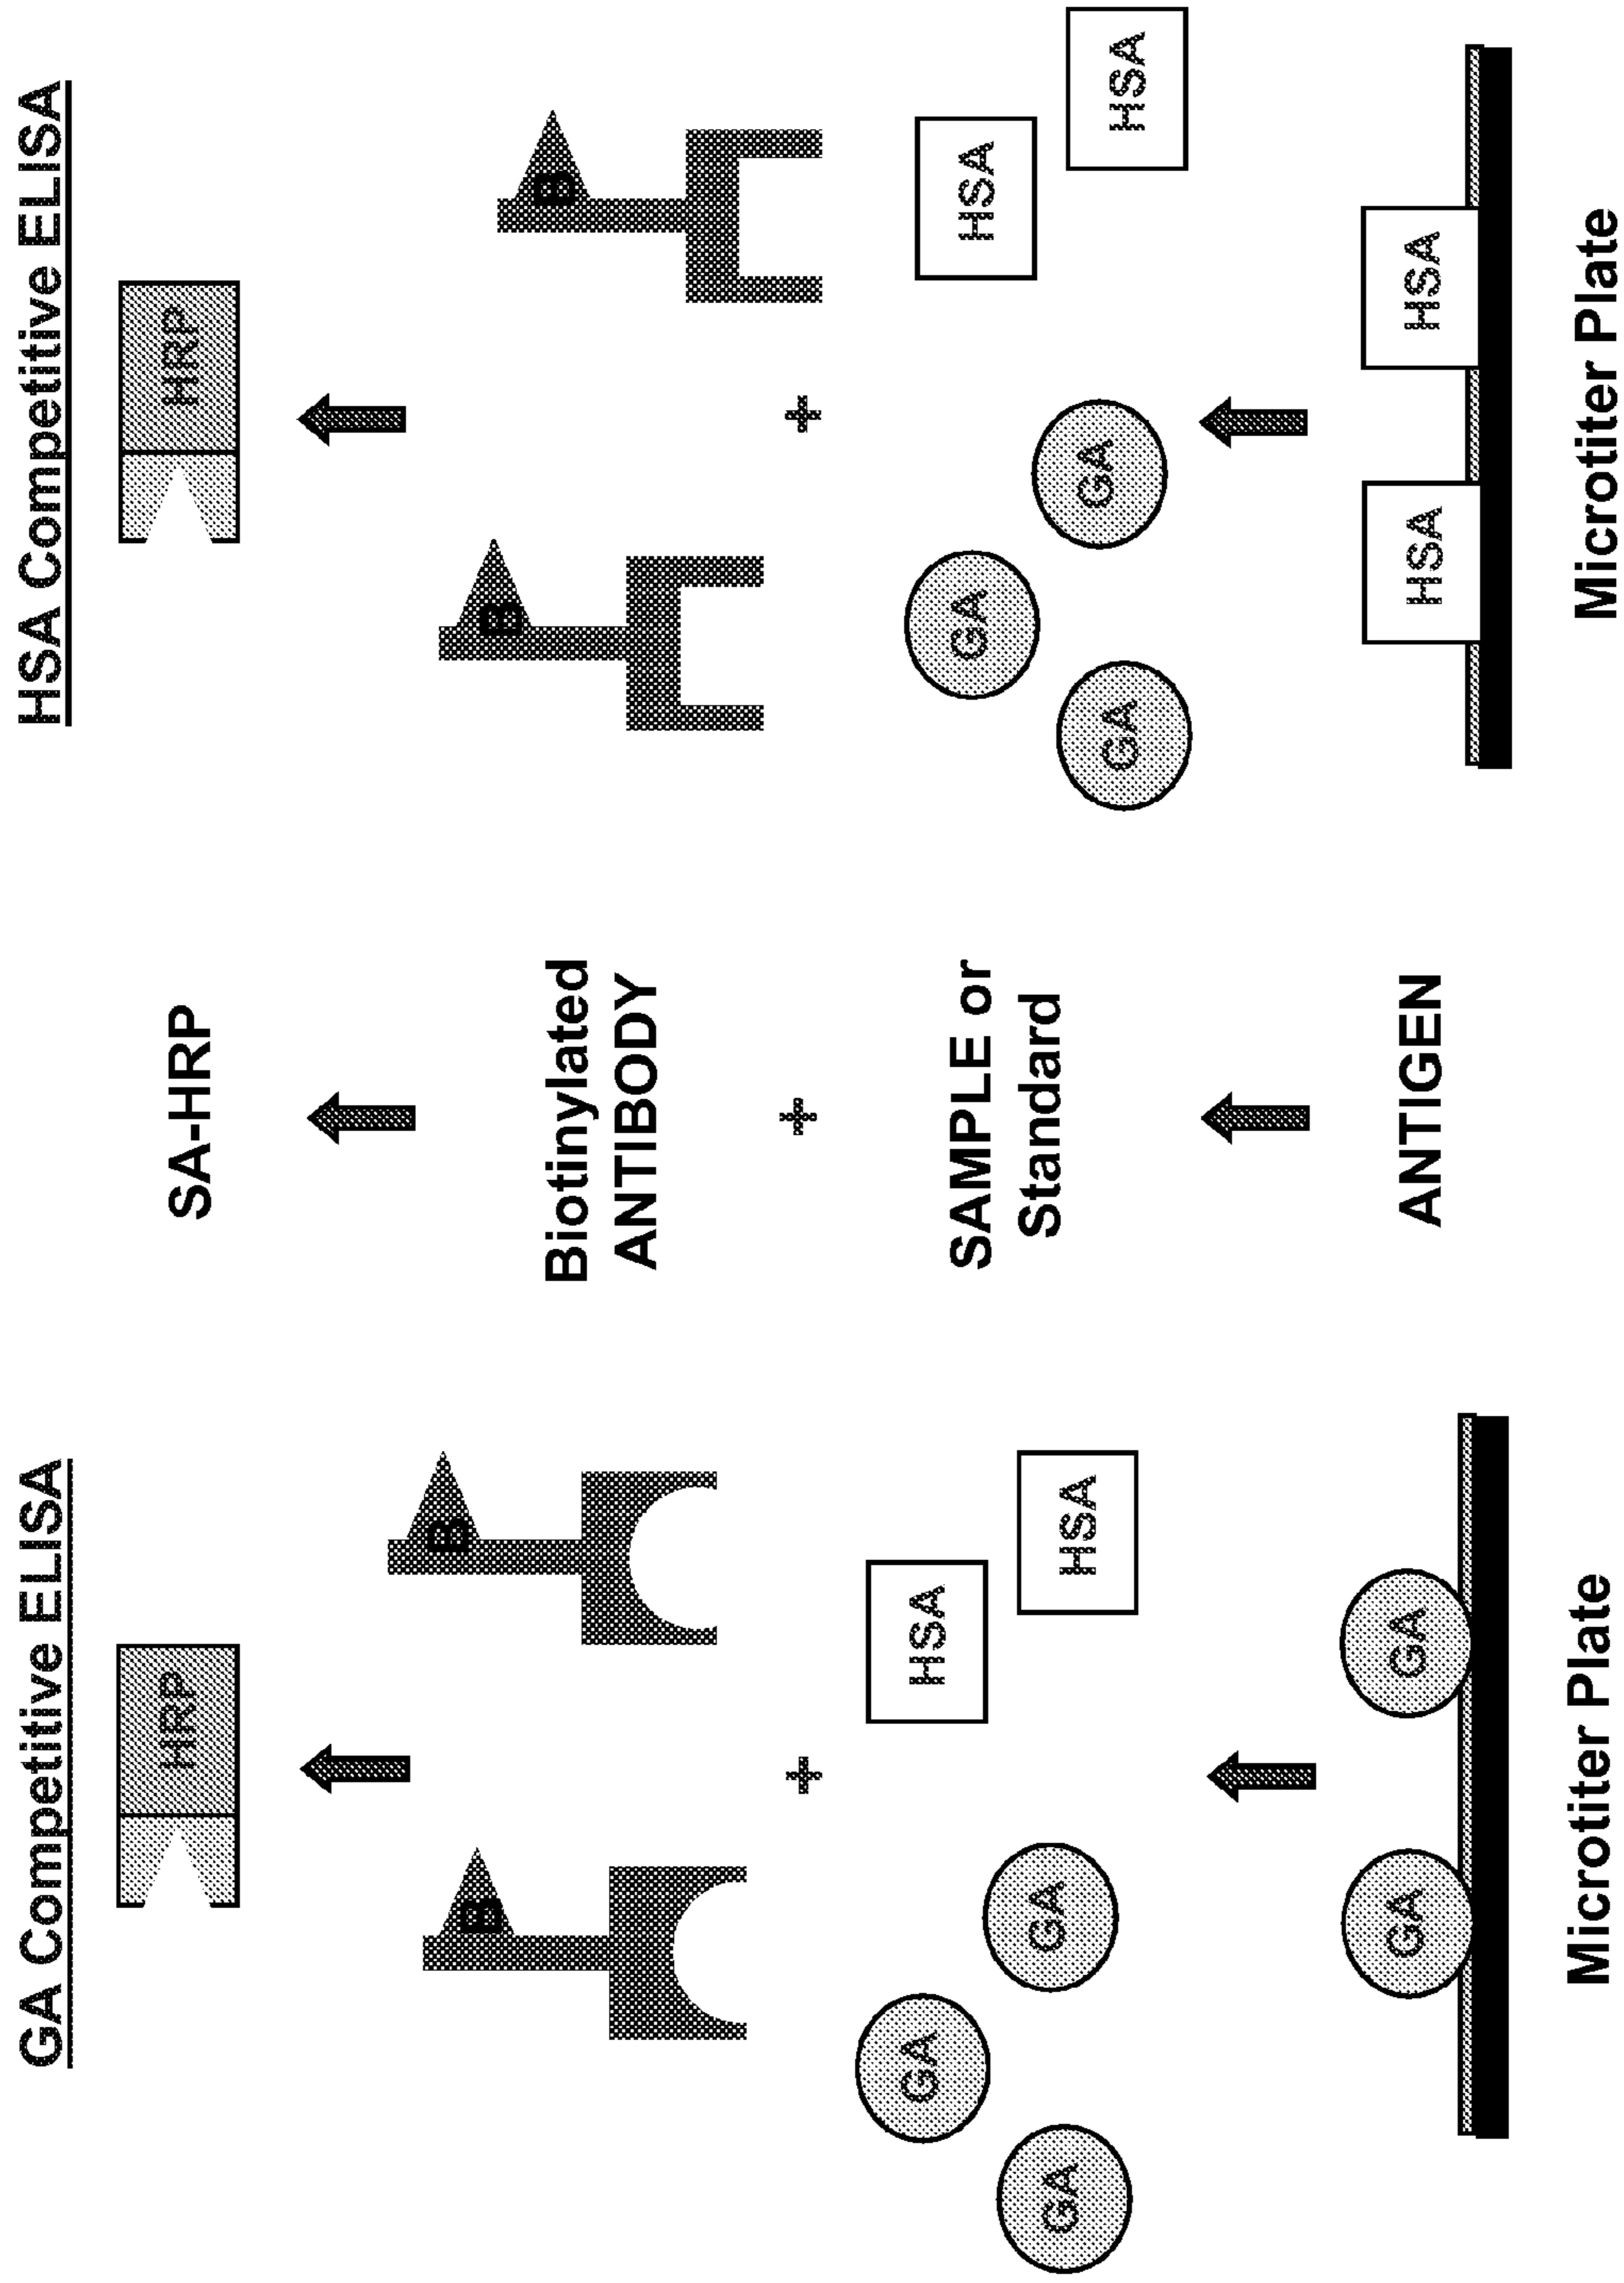 GA Competitive ELISA
HRP
B
B
GA
GA
GA
HSA
HSA
+
GA
GA
Microtiter Plate
SA-HRP
Biotinylated
ANTIBODY
+
SAMPLE or
Standard
ANTIGEN
HSA Competitive ELISA
HRP
B
B
+
GA
GA
GA
HSA
HSA
HSA
HSA
Microtiter Plate